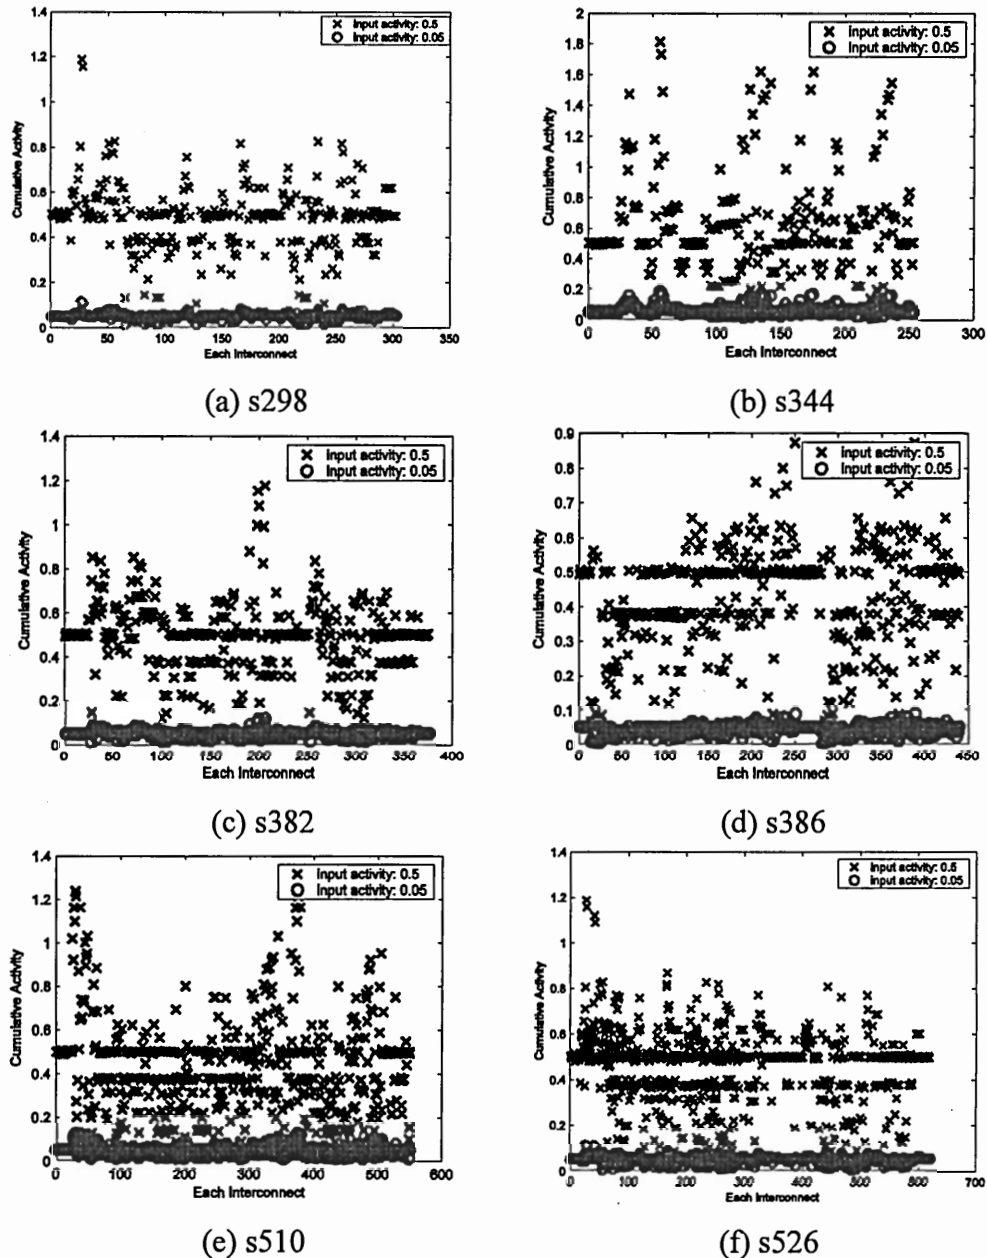 1.4
1.2
1
0.8
0.6
0.4
0.2
0
Cumulative Activity
× Input activity: 0.5
o Input activity: 0.05
0 50 100 150 200 250 300 350
Each Interconnect
(a) s298
2
1.8
1.6
1.4
1.2
1
0.8
0.6
0.4
0.2
0
Cumulative Activity
× Input activity: 0.5
O Input activity: 0.05
0 50 100 150 200 250 300
Each Interconnect
(b) s344
1.4
1.2
1
0.8
0.6
0.4
0.2
0
Cumulative Activity
× Input activity: 0.5
O Input activity: 0.05
0 50 100 150 200 250 300 350 400
Each Interconnect
(c) s382
0.9
0.8
0.7
0.6
0.5
0.4
0.3
0.2
0.1
0
Cumulative Activity
× Input activity: 0.5
O Input activity: 0.05
0 50 100 150 200 250 300 350 400 450
Each Interconnect
(d) s386
1.4
1.2
1
0.8
0.6
0.4
0.2
0
Cumulative Activity
× Input activity: 0.5
O Input activity: 0.05
0 100 200 300 400 500 600
Each Interconnect
(e) s510
1.4
1.2
1
0.8
0.6
0.4
0.2
0
Cumulative Activity
× Input activity: 0.5
O Input activity: 0.05
0 100 200 300 400 500 600 700
Each Interconnect
(f) s526